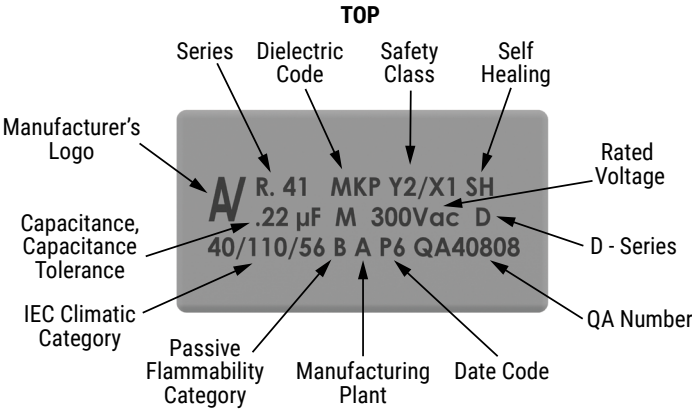 TOP
Series
Dielectric
Code
Safety
Class
Self
Healing
Manufacturer's
Logo
Rated
Voltage
R. 41 MKP Y2/X1 SH
.22 µF M 300Vac D
40/110/56 B A P6 QA40808
Capacitance,
Capacitance
Tolerance
D - Series
IEC Climatic
Category
QA Number
Passive
Flammability
Category
Manufacturing
Plant
Date Code